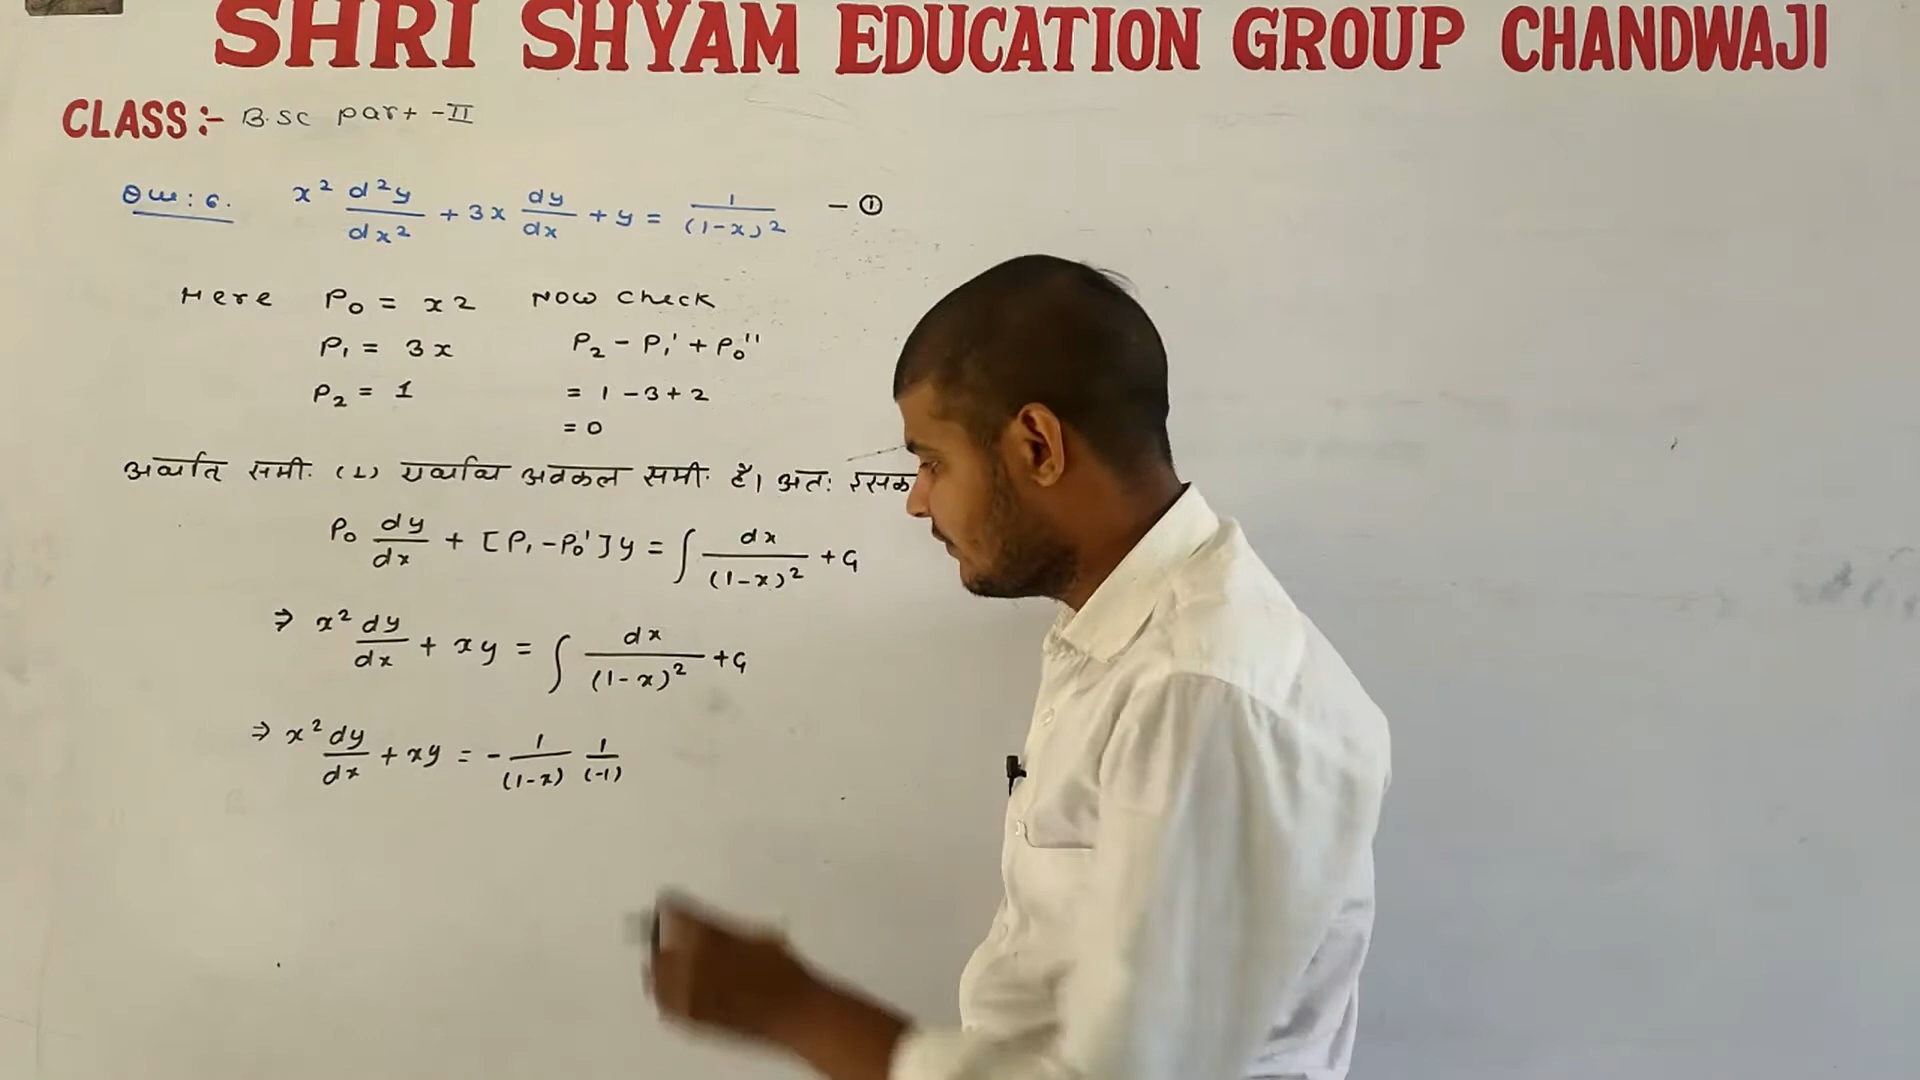 SHRI SHYAM EDUCATION GROUP CHANDWAJI
CLASS:- B.sc part -II
Que: 6. x² d²y/dx² + 3x dy/dx + y = 1/(1-x)² - ①
Here P₀ = x2 Now check
P₁ = 3x P₂ - P₁' + P₀''
P₂ = 1 = 1 - 3 + 2
= 0
अर्थात समी. (1) यथार्थ अवकल समी. है। अतः
P₀ dy/dx + [P₁ - P₀']y = ∫ dx/(1-x)² + C₁
⇒ x² dy/dx + xy = ∫ dx/(1-x)² + C₁
⇒ x² dy/dx + xy = - 1/(1-x) 1/(-1)